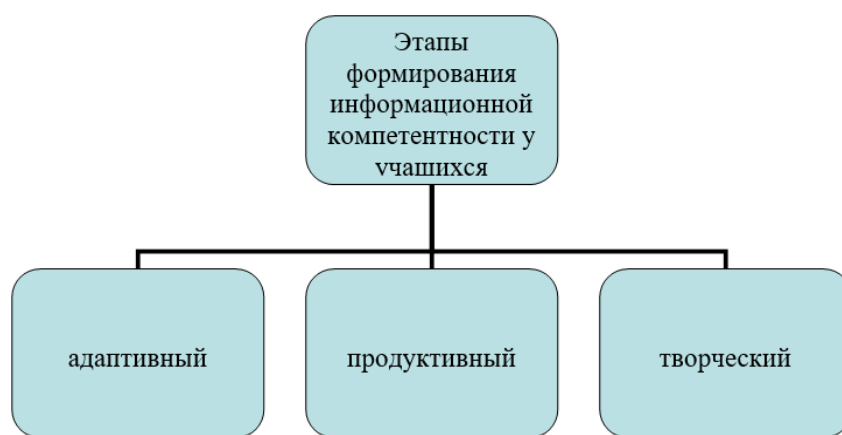 Этапы
формирования
информационной
компетентности у
учащихся
адаптивный
продуктивный
творческий